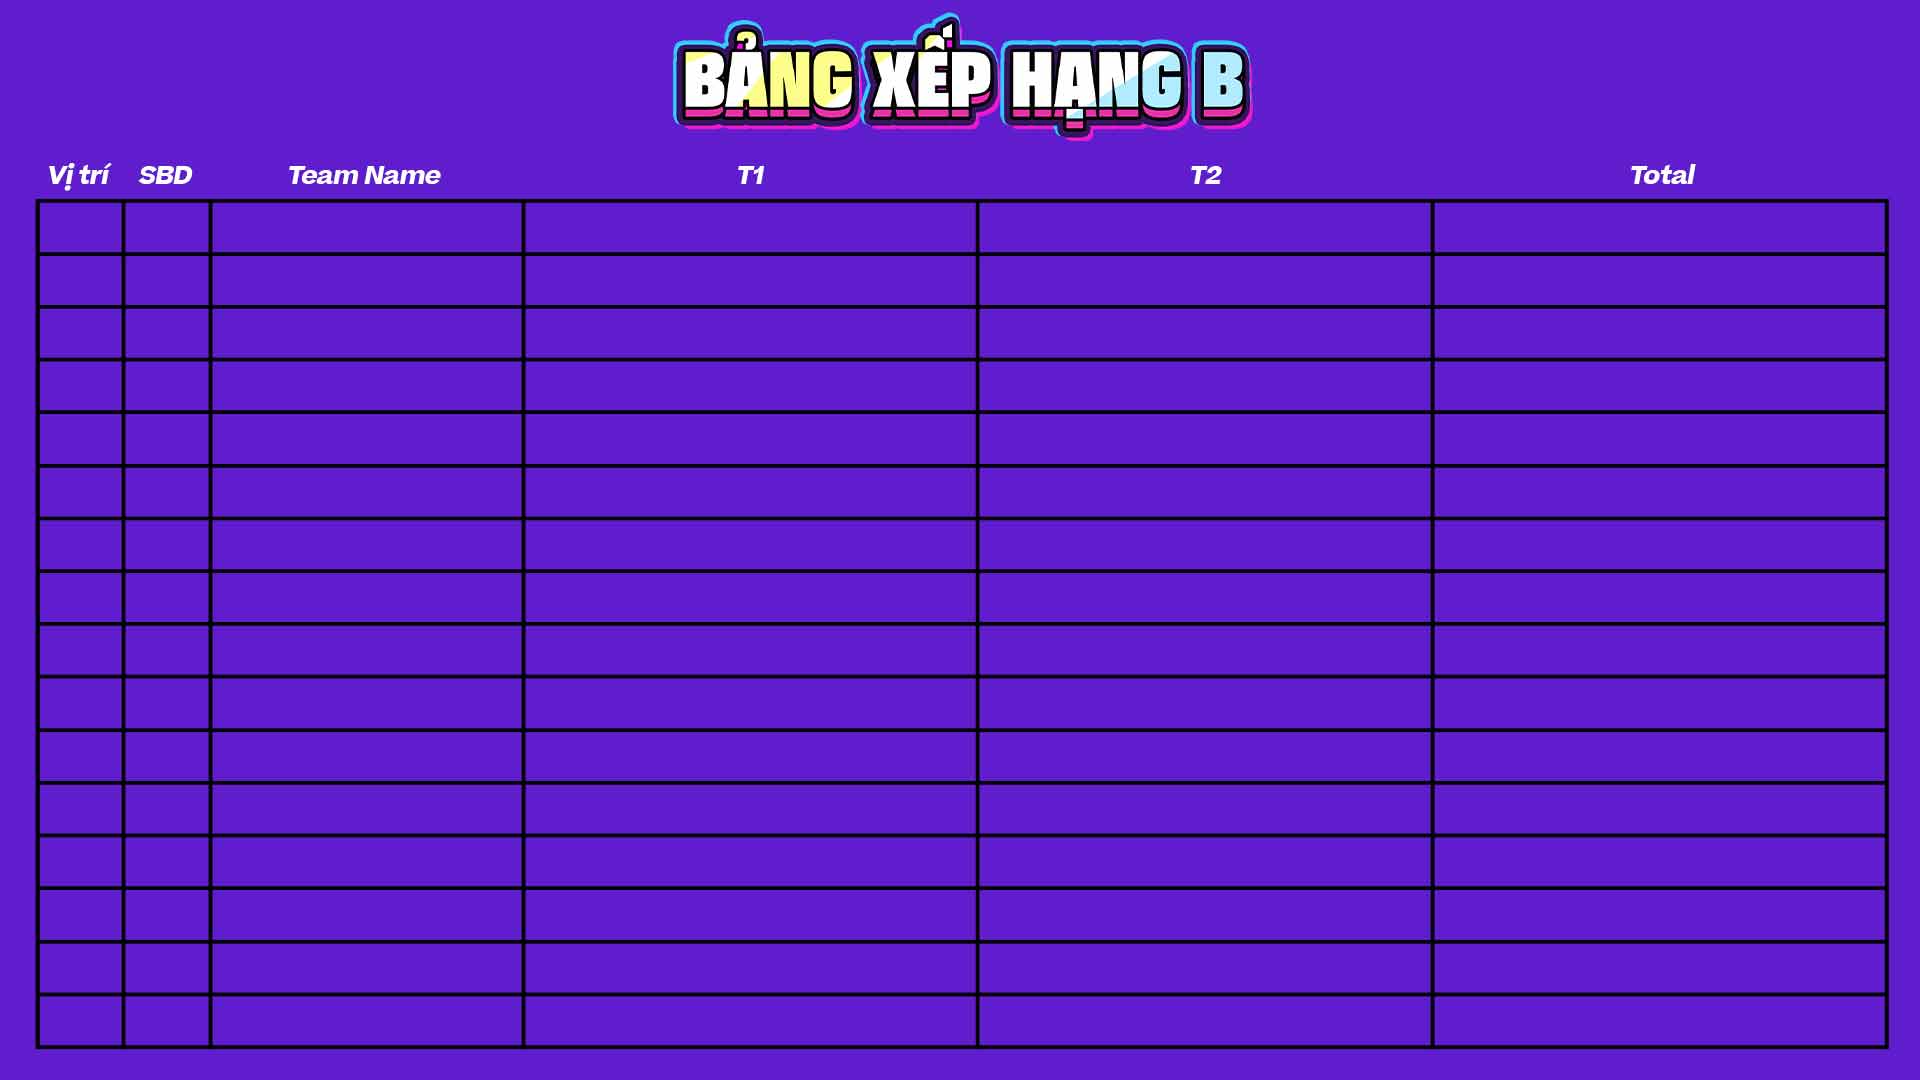 BẢNG XẾP HẠNG B
Vị trí SBD Team Name T1 T2 Total